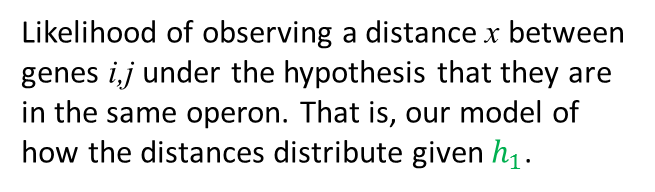 Likelihood of observing a distance x between
genes i,j under the hypothesis that they are
in the same operon. That is, our model of
how the distances distribute given h₁.